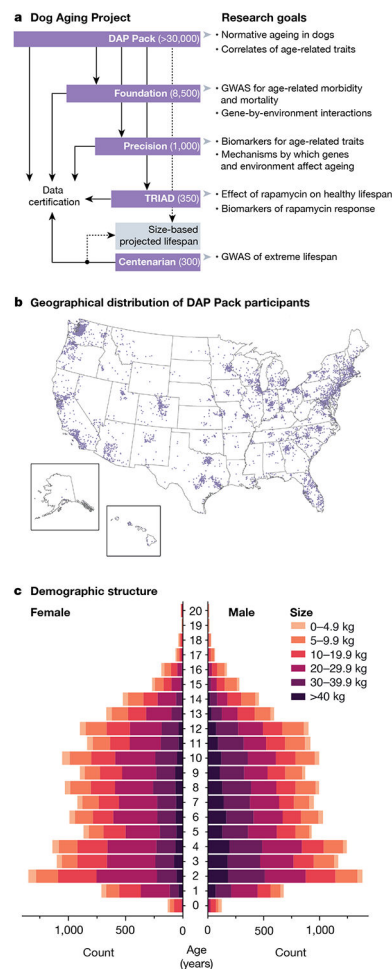 a Dog Aging Project
Research goals
DAP Pack (>30,000)
• Normative ageing in dogs
• Correlates of age-related traits
Foundation (8,500)
• GWAS for age-related morbidity
and mortality
• Gene-by-environment interactions
Precision (1,000)
• Biomarkers for age-related traits
• Mechanisms by which genes
and environment affect ageing
Data
certification
TRIAD (350)
• Effect of rapamycin on healthy lifespan
• Biomarkers of rapamycin response
Size-based
projected lifespan
Centenarian (300)
• GWAS of extreme lifespan
b Geographical distribution of DAP Pack participants
c Demographic structure
Female
Male
Size
0–4.9 kg
5–9.9 kg
10–19.9 kg
20–29.9 kg
30–39.9 kg
>40 kg
20
19
18
17
16
15
14
13
12
11
10
9
8
7
6
5
4
3
2
1
0
1,000 500 0 0 500 1,000
Count Age Count
(years)